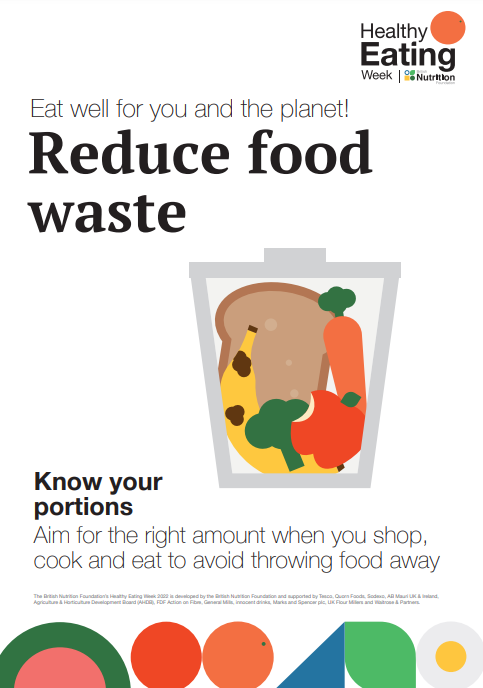 Healthy
Eating
Week
Nutrition
Eat well for you and the planet!
Reduce food
waste
Know your
portions
Aim for the right amount when you shop,
cook and eat to avoid throwing food away
The British Nutrition Foundation's Healthy Eating Week 2022 is developed by the British Nutrition Foundation and supported by Tesco, Quorn Foods, Sodexo, AB Mauri UK & Ireland,
Agriculture & Horticulture Development Board (AHDB), FDF Action on Fibre, General Mills, innocent drinks, Marks and Spencer plc, UK Flour Millers and Waitrose & Partners.